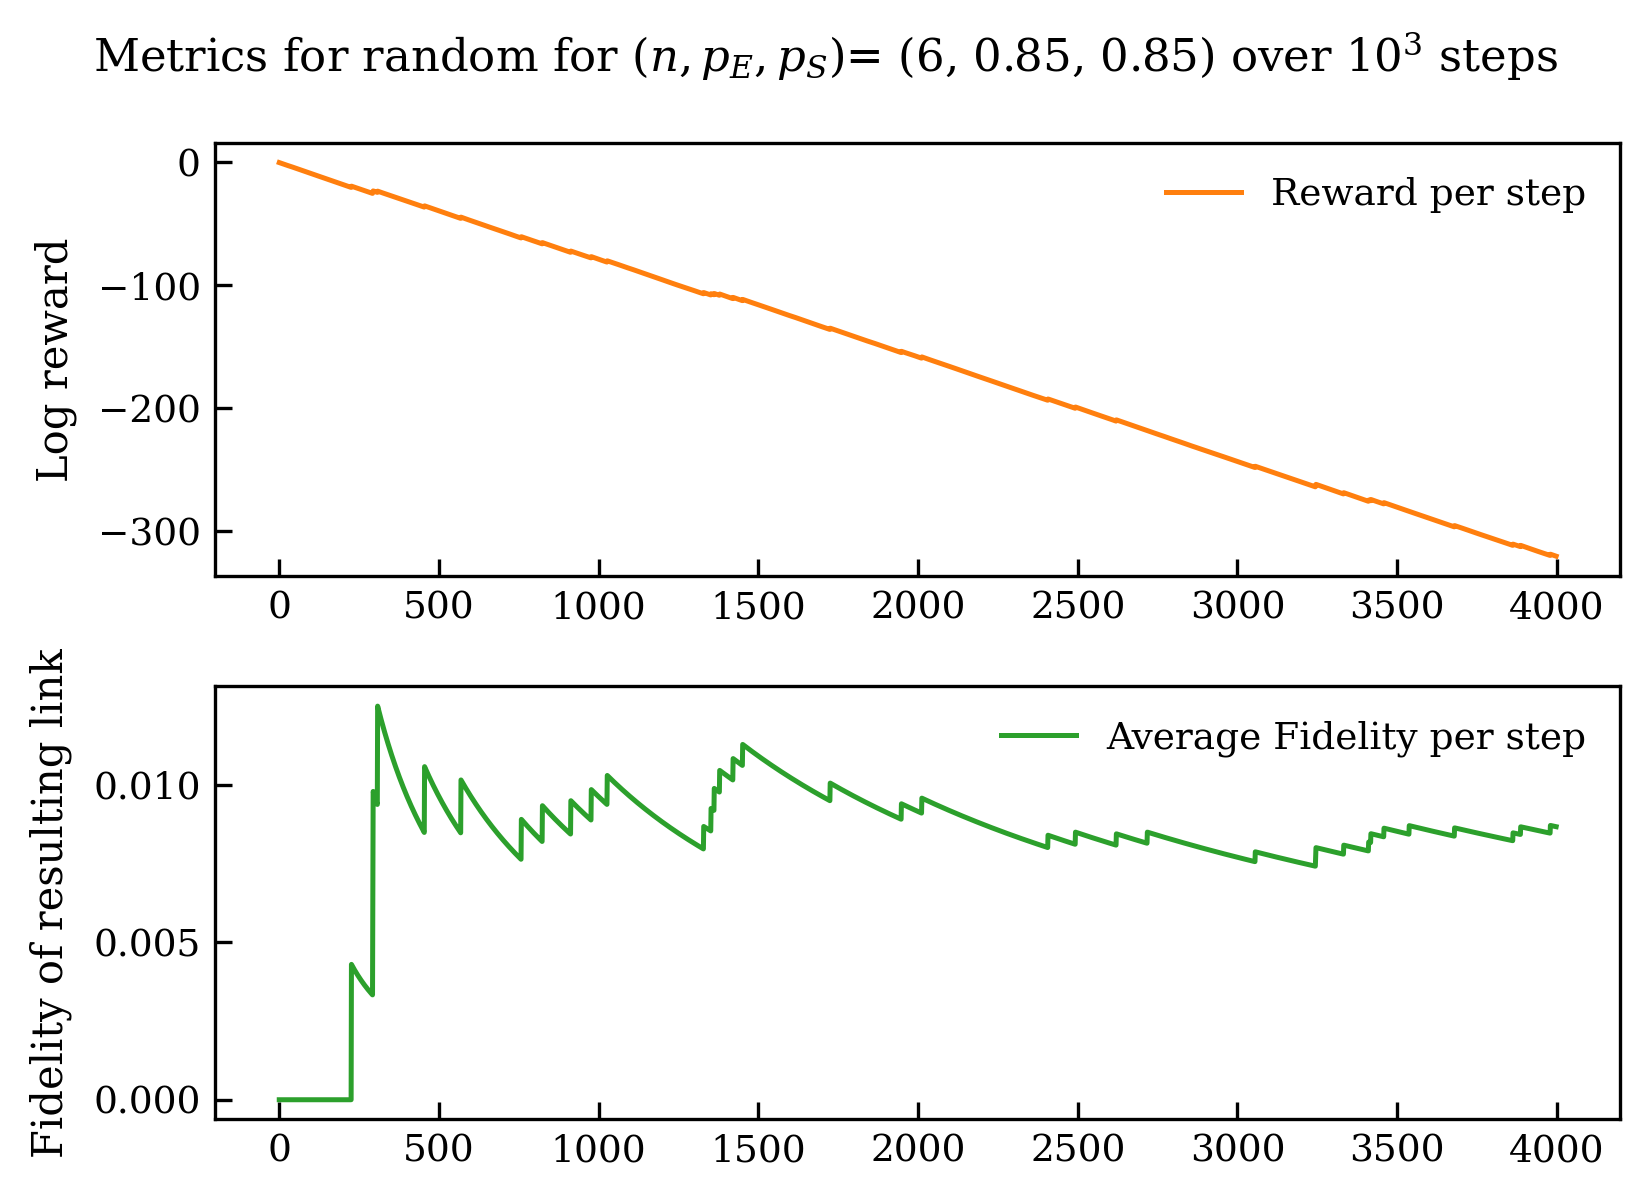 Metrics for random for (n, p_E, p_S)= (6, 0.85, 0.85) over 10³ steps
Log reward
0
−100
−200
−300
Reward per step
0 500 1000 1500 2000 2500 3000 3500 4000
Fidelity of resulting link
0.010
0.005
0.000
Average Fidelity per step
0 500 1000 1500 2000 2500 3000 3500 4000